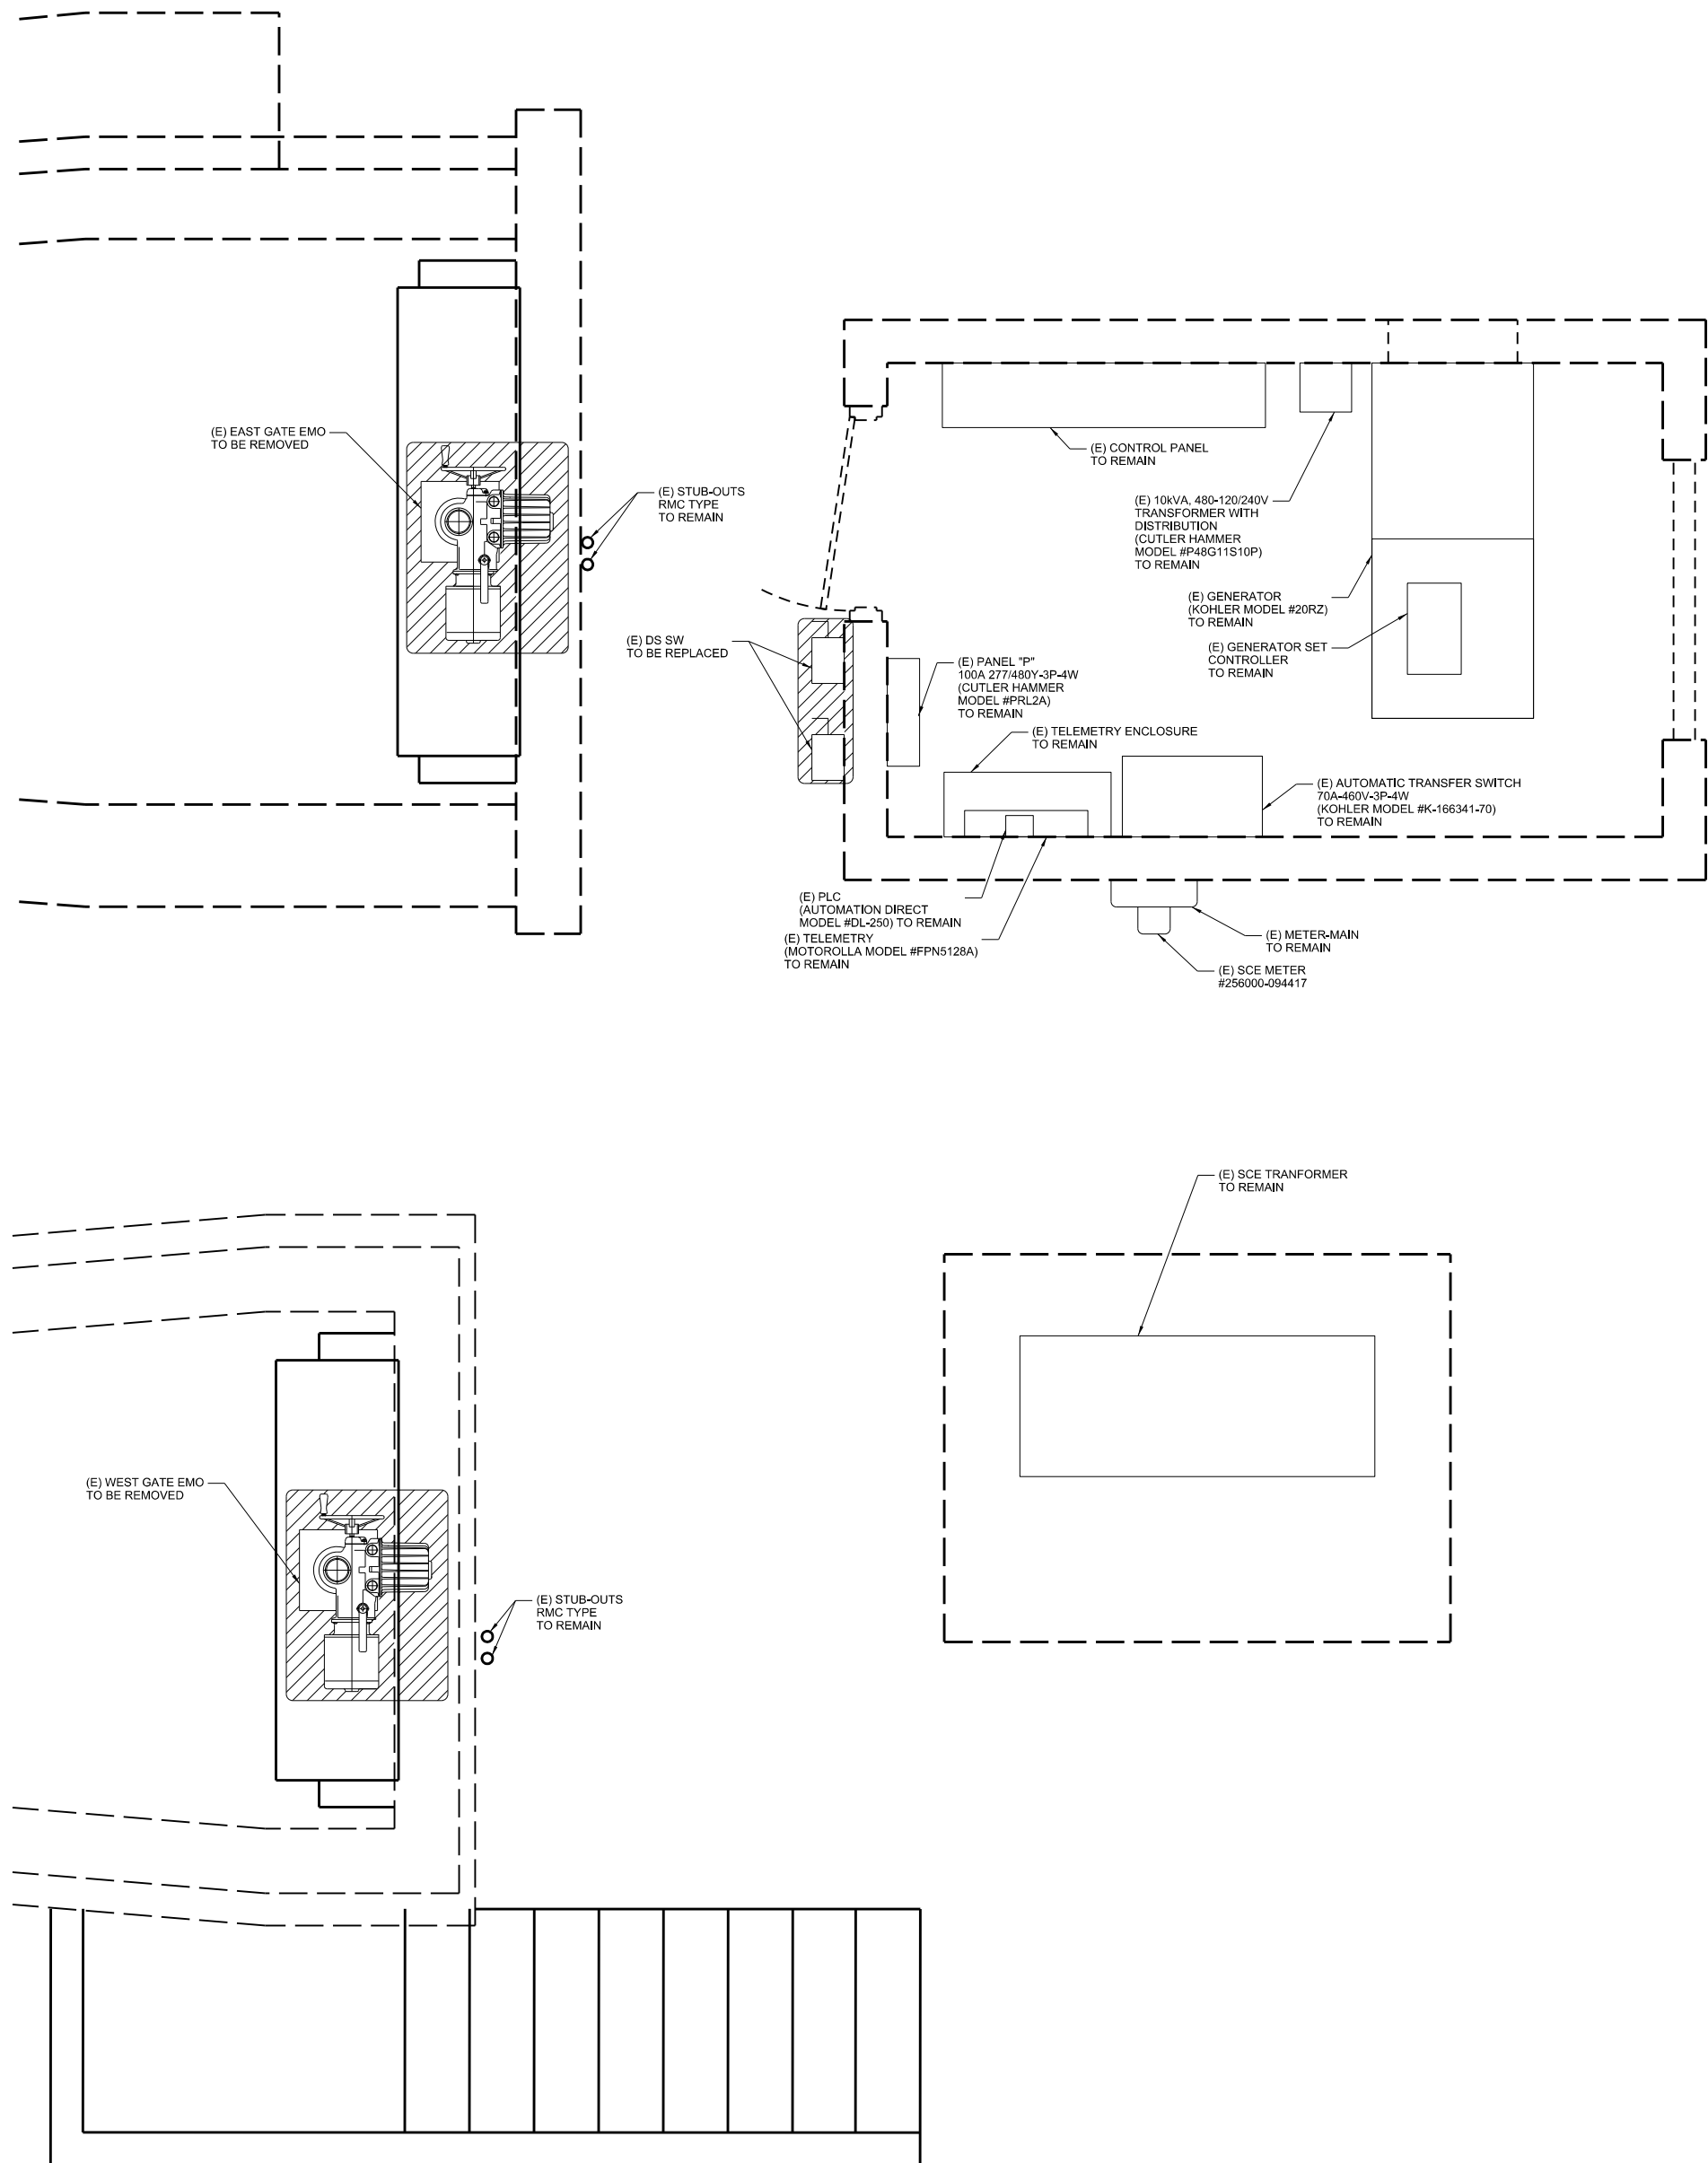 (E) EAST GATE EMO
TO BE REMOVED
(E) STUB-OUTS
RMC TYPE
TO REMAIN
(E) CONTROL PANEL
TO REMAIN
(E) 10kVA, 480-120/240V
TRANSFORMER WITH
DISTRIBUTION
(CUTLER HAMMER
MODEL #P48G11S10P)
TO REMAIN
(E) GENERATOR
(KOHLER MODEL #20RZ)
TO REMAIN
(E) GENERATOR SET
CONTROLLER
TO REMAIN
(E) DS SW
TO BE REPLACED
(E) PANEL "P"
100A 277/480Y-3P-4W
(CUTLER HAMMER
MODEL #PRL2A)
TO REMAIN
(E) TELEMETRY ENCLOSURE
TO REMAIN
(E) AUTOMATIC TRANSFER SWITCH
70A-460V-3P-4W
(KOHLER MODEL #K-166341-70)
TO REMAIN
(E) PLC
(AUTOMATION DIRECT
MODEL #DL-250) TO REMAIN
(E) TELEMETRY
(MOTOROLLA MODEL #FPN5128A)
TO REMAIN
(E) METER-MAIN
TO REMAIN
(E) SCE METER
#256000-094417
(E) SCE TRANFORMER
TO REMAIN
(E) WEST GATE EMO
TO BE REMOVED
(E) STUB-OUTS
RMC TYPE
TO REMAIN